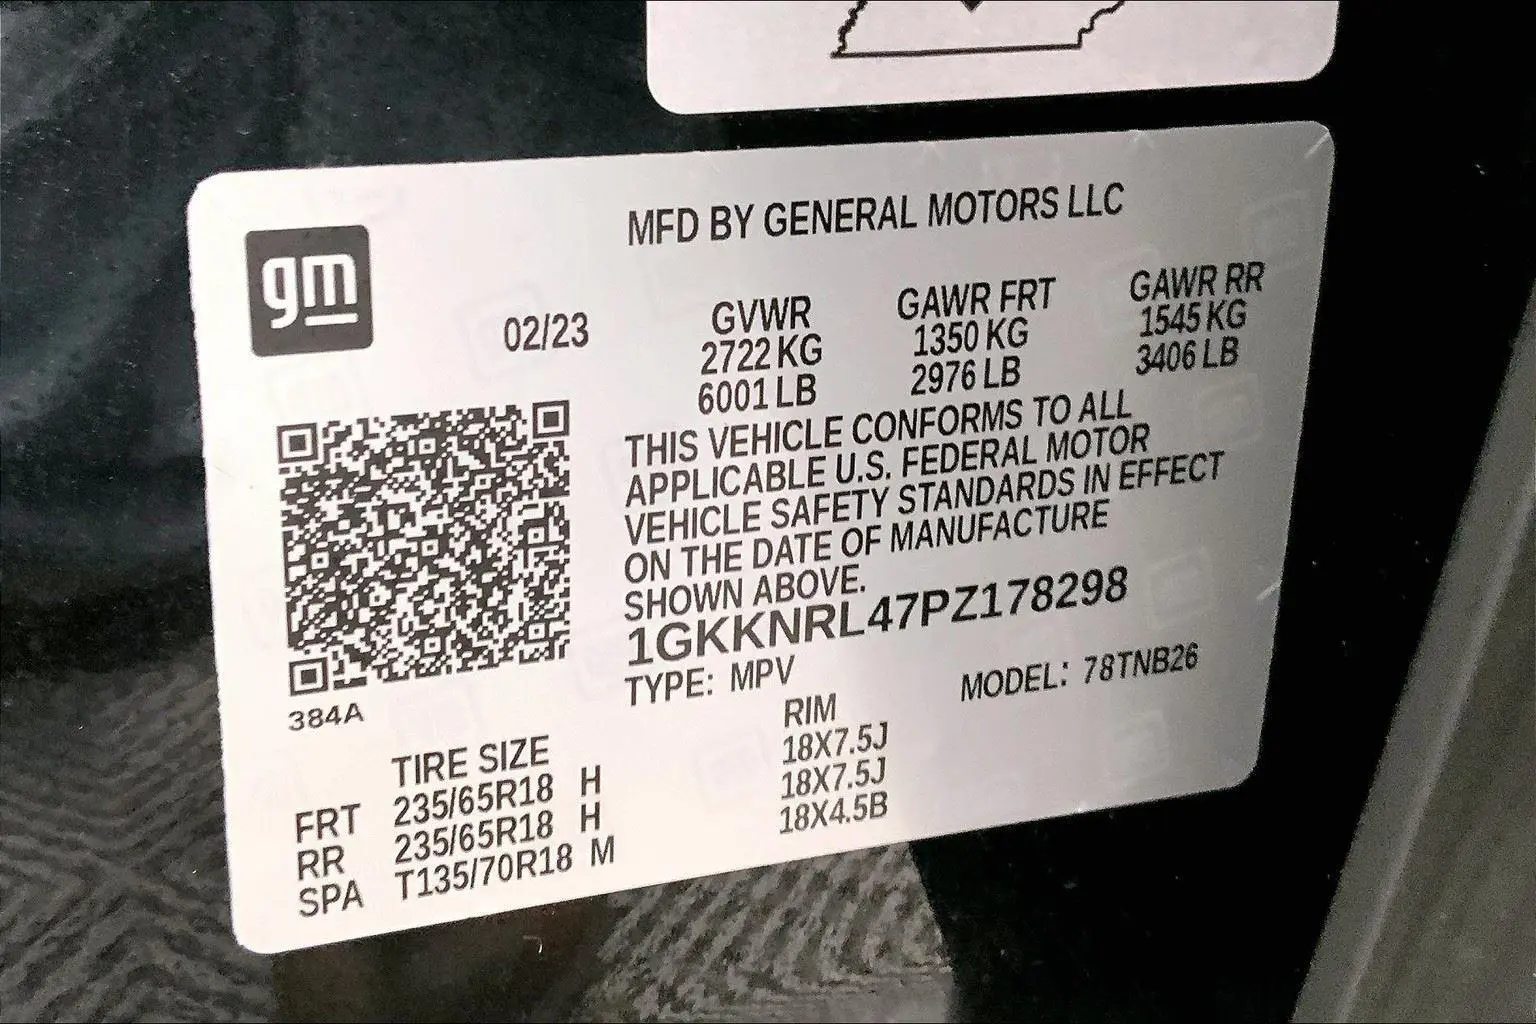 gm
MFD BY GENERAL MOTORS LLC
02/23
GVWR GAWR FRT GAWR RR
2722 KG 1350 KG 1545 KG
6001 LB 2976 LB 3406 LB
THIS VEHICLE CONFORMS TO ALL
APPLICABLE U.S. FEDERAL MOTOR
VEHICLE SAFETY STANDARDS IN EFFECT
ON THE DATE OF MANUFACTURE
SHOWN ABOVE.
1GKKNRL47PZ178298
TYPE: MPV MODEL: 78TNB26
384A
TIRE SIZE RIM
FRT 235/65R18 H 18X7.5J
RR 235/65R18 H 18X7.5J
SPA T135/70R18 M 18X4.5B